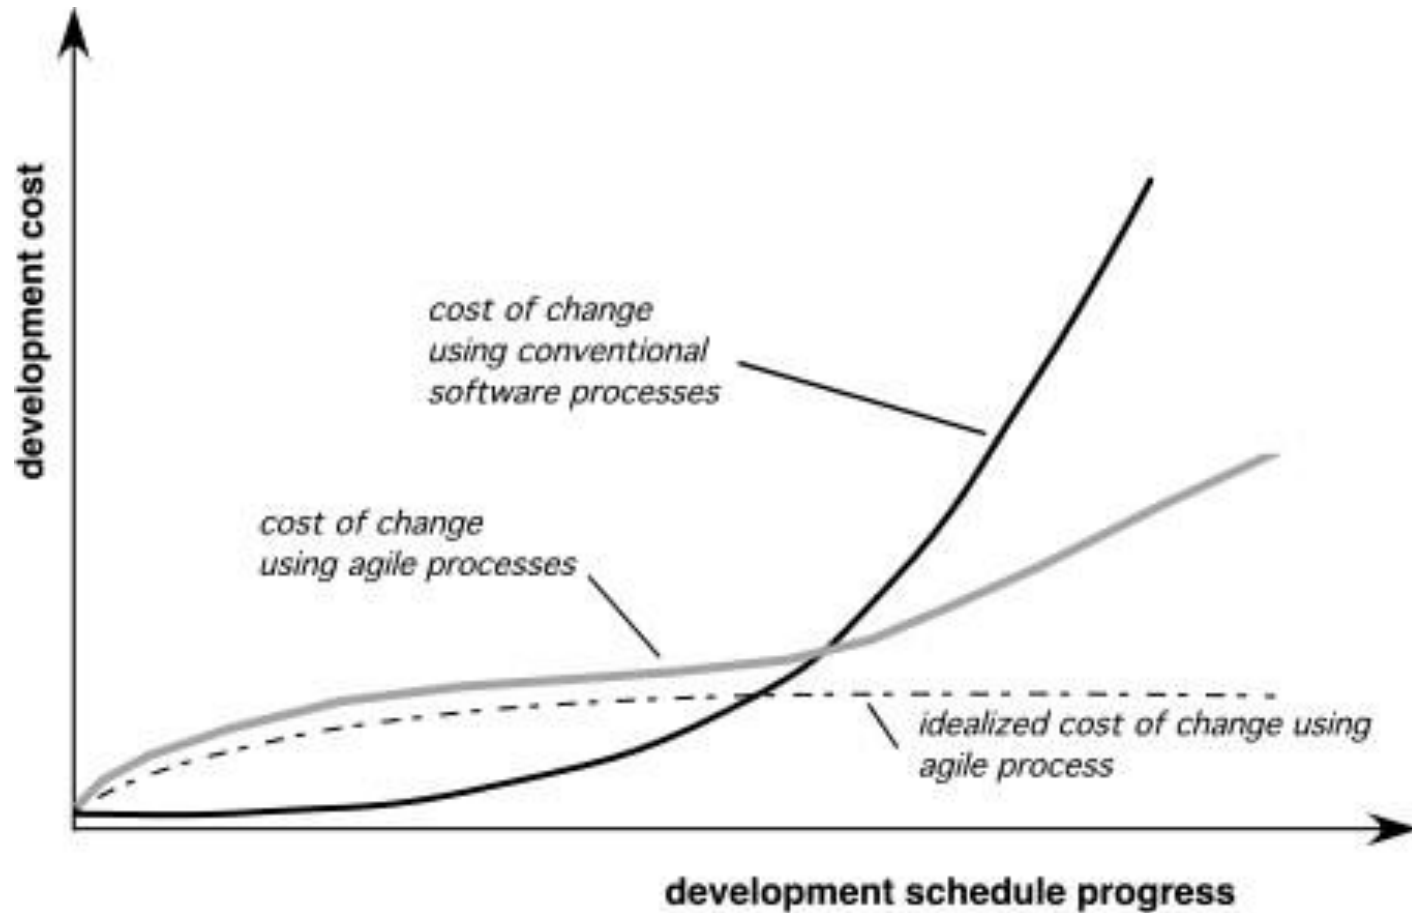 development cost
cost of change
using conventional
software processes
cost of change
using agile processes
idealized cost of change using
agile process
development schedule progress